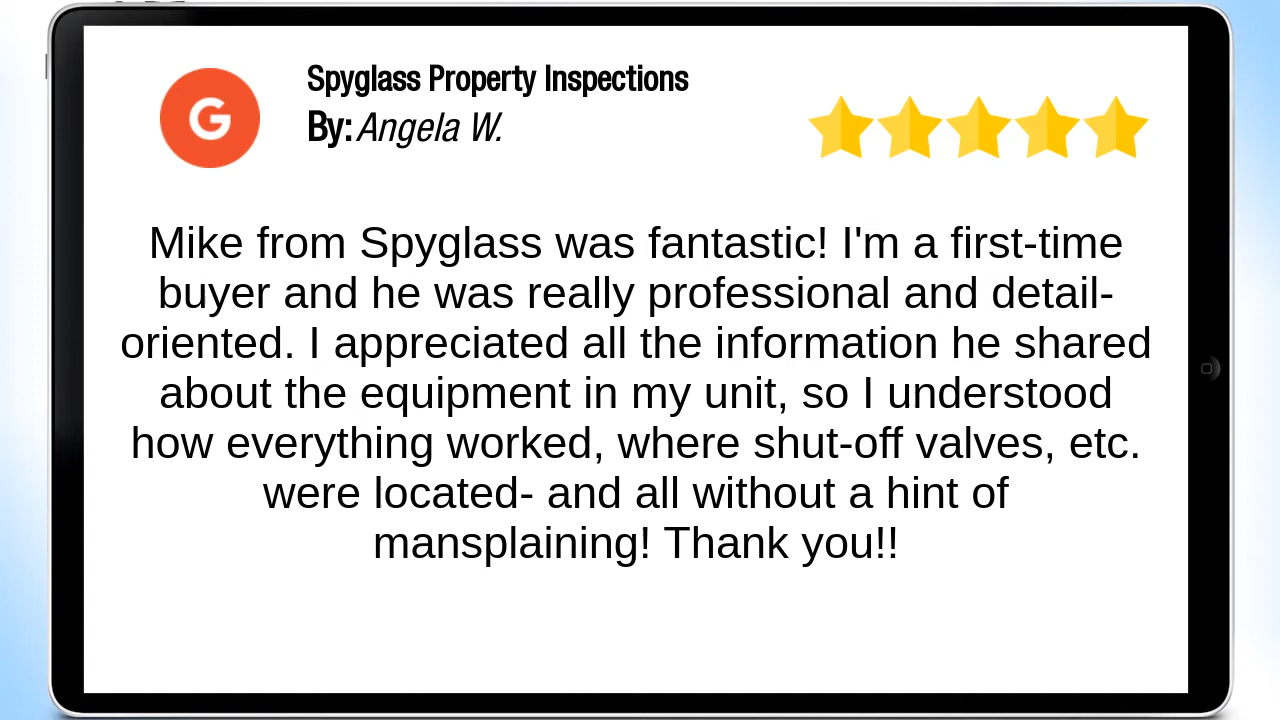 G
Spyglass Property Inspections
By: Angela W.
Mike from Spyglass was fantastic! I'm a first-time
buyer and he was really professional and detail-
oriented. I appreciated all the information he shared
about the equipment in my unit, so I understood
how everything worked, where shut-off valves, etc.
were located- and all without a hint of
mansplaining! Thank you!!